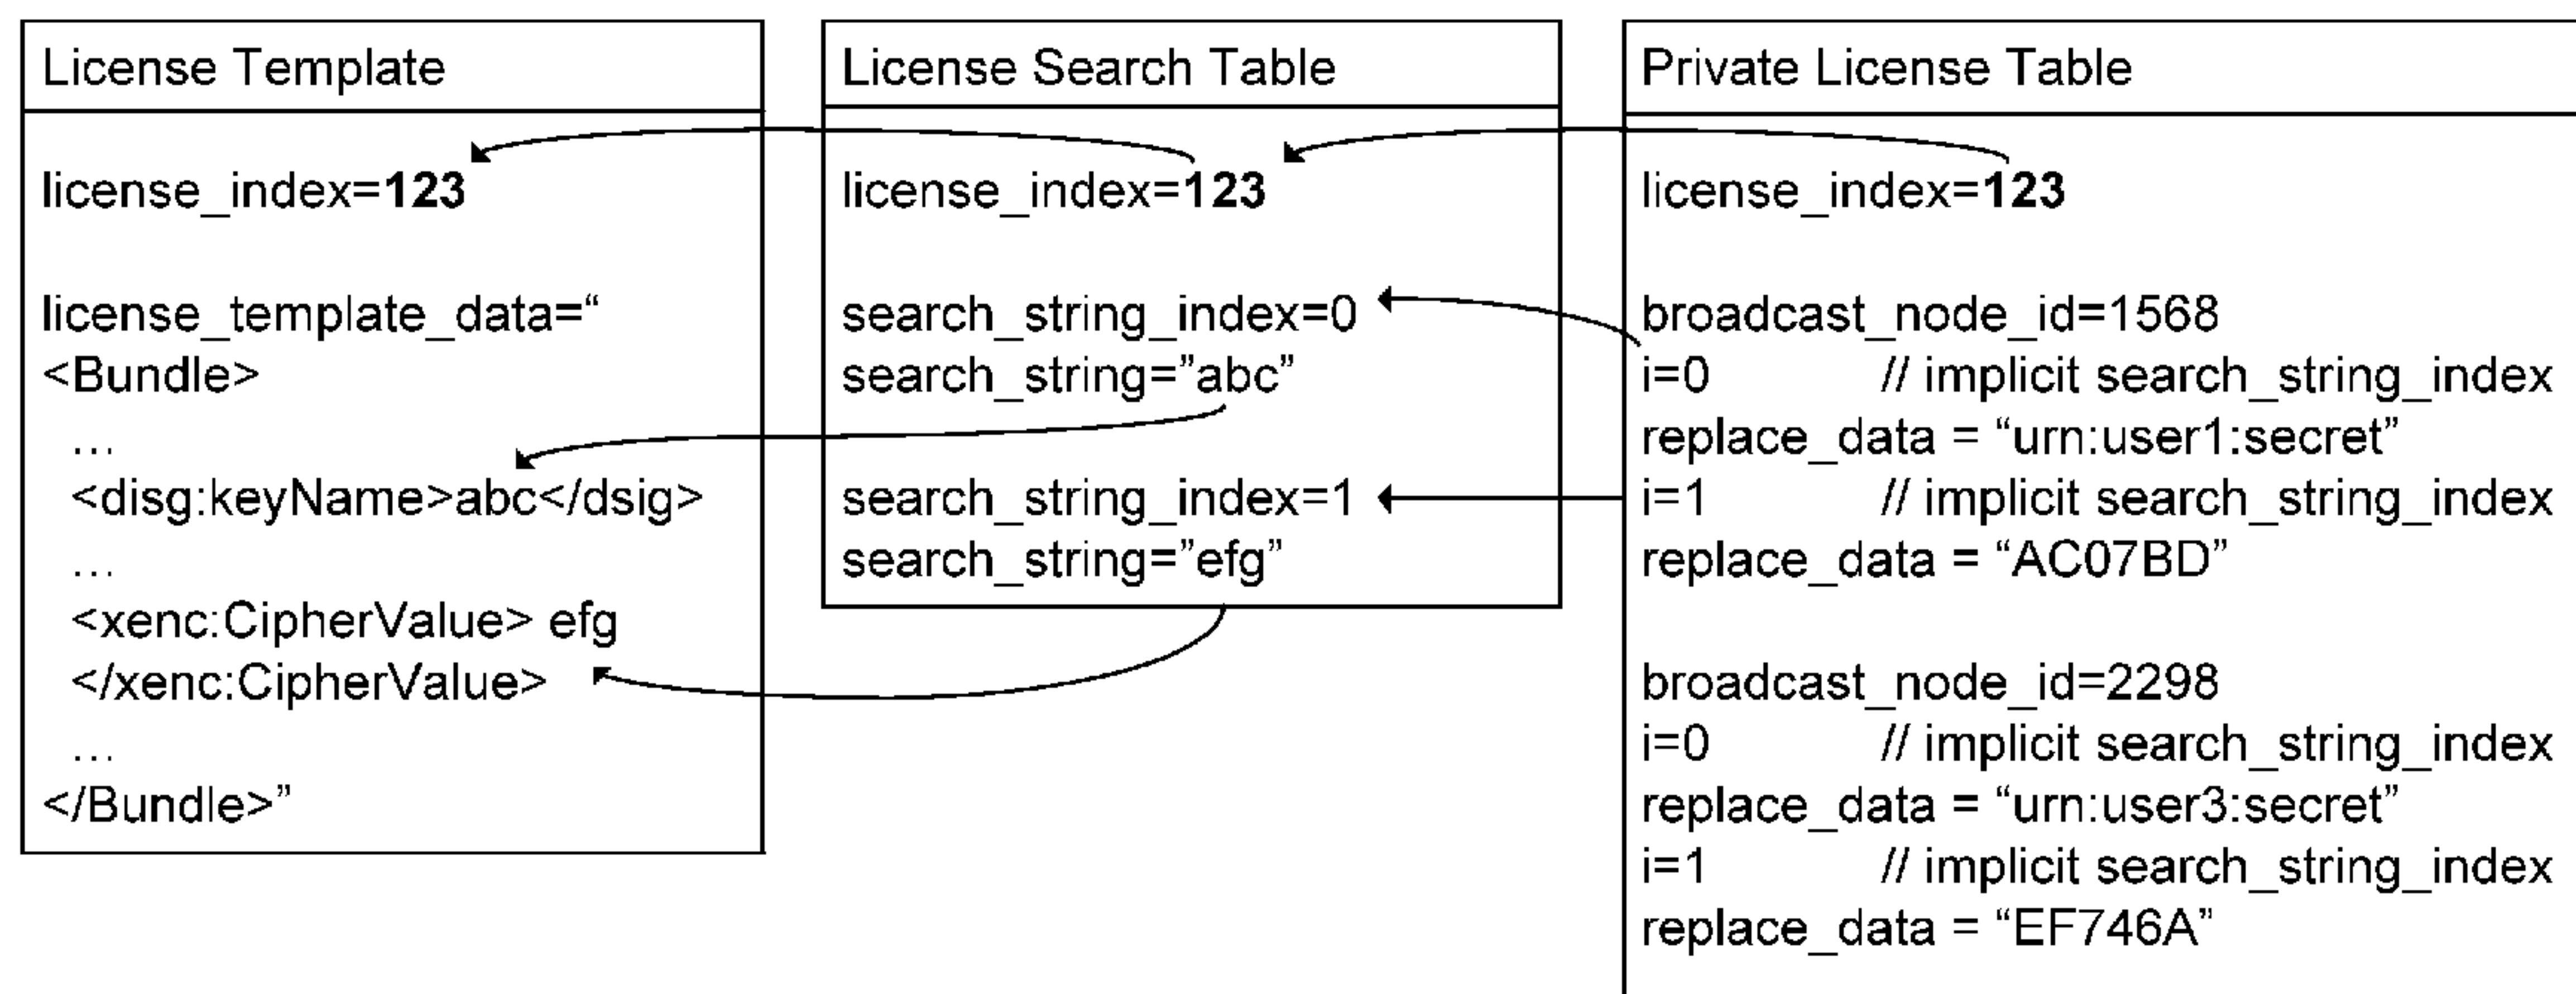 License Template
license_index=123
license_template_data=“
<Bundle>
…
<disg:keyName>abc</dsig>
…
<xenc:CipherValue> efg
</xenc:CipherValue>
…
</Bundle>”
License Search Table
license_index=123
search_string_index=0
search_string=”abc”
search_string_index=1
search_string=”efg”
Private License Table
license_index=123
broadcast_node_id=1568
i=0 // implicit search_string_index
replace_data = “urn:user1:secret”
i=1 // implicit search_string_index
replace_data = “AC07BD”
broadcast_node_id=2298
i=0 // implicit search_string_index
replace_data = “urn:user3:secret”
i=1 // implicit search_string_index
replace_data = “EF746A”